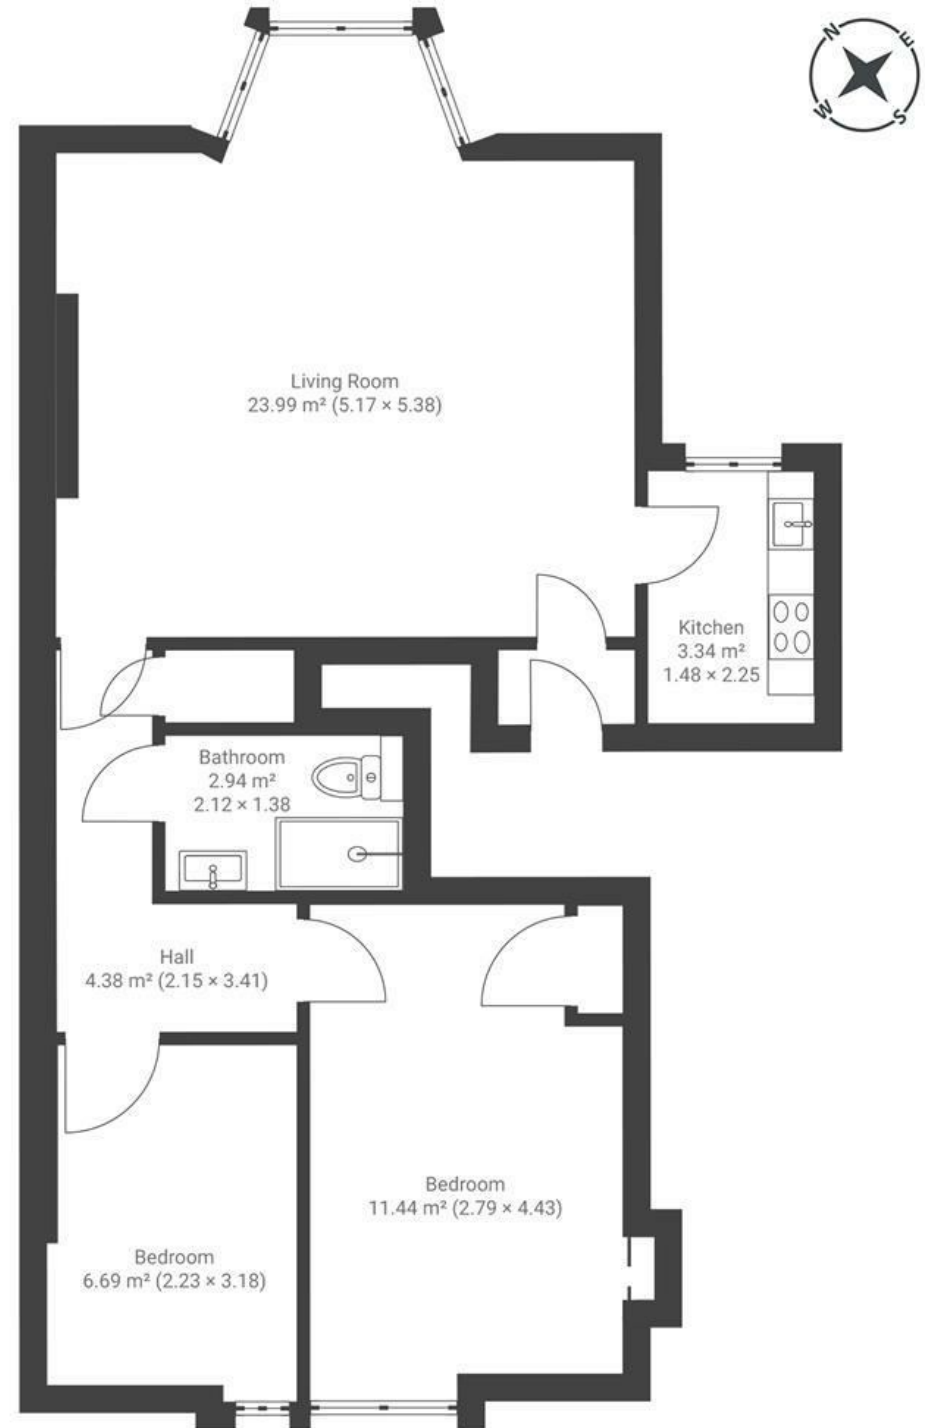 N
E
W
S
Living Room
23.99 m² (5.17 × 5.38)
Kitchen
3.34 m²
1.48 × 2.25
Bathroom
2.94 m²
2.12 × 1.38
Hall
4.38 m² (2.15 × 3.41)
Bedroom
11.44 m² (2.79 × 4.43)
Bedroom
6.69 m² (2.23 × 3.18)